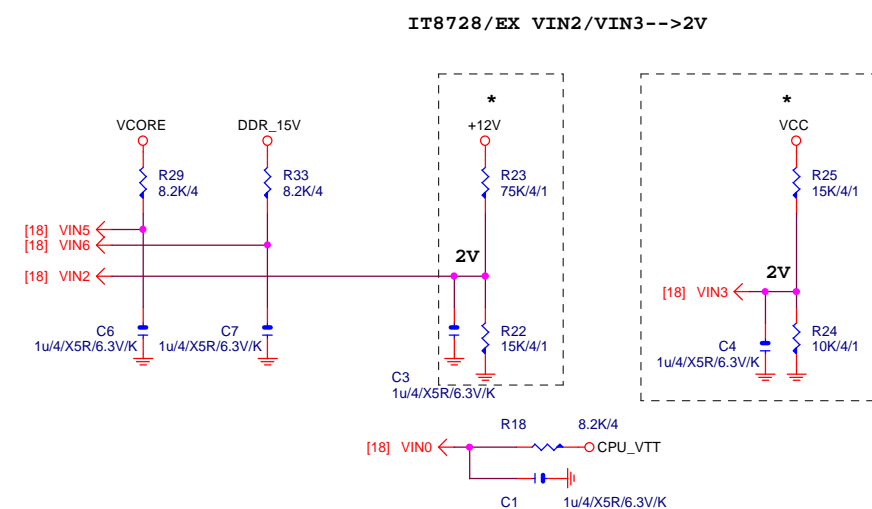 IT8728/EX VIN2/VIN3-->2V
* *
VCORE DDR_15V +12V VCC
R29 R33 R23 R25
8.2K/4 8.2K/4 75K/4/1 15K/4/1
[18] VIN5
[18] VIN6
2V
[18] VIN2
2V
[18] VIN3
C6 C7 R22 R24
1u/4/X5R/6.3V/K 1u/4/X5R/6.3V/K 15K/4/1 10K/4/1
C4
1u/4/X5R/6.3V/K
C3
1u/4/X5R/6.3V/K
R18 8.2K/4
[18] VIN0 CPU_VTT
C1 1u/4/X5R/6.3V/K